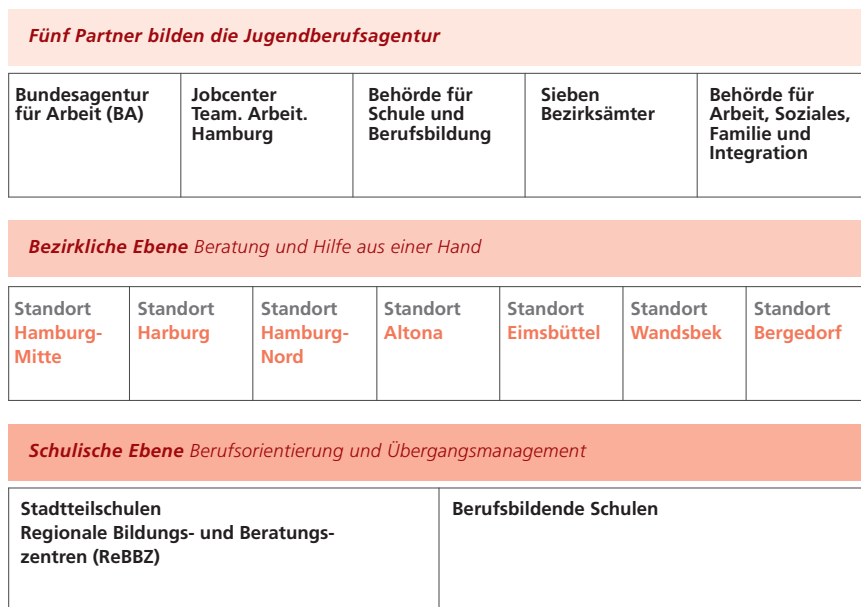 Fünf Partner bilden die Jugendberufsagentur
Bundesagentur
für Arbeit (BA)
Jobcenter
Team. Arbeit.
Hamburg
Behörde für
Schule und
Berufsbildung
Sieben
Bezirksämter
Behörde für
Arbeit, Soziales,
Familie und
Integration
Bezirkliche Ebene Beratung und Hilfe aus einer Hand
Standort
Hamburg-
Mitte
Standort
Harburg
Standort
Hamburg-
Nord
Standort
Altona
Standort
Eimsbüttel
Standort
Wandsbek
Standort
Bergedorf
Schulische Ebene Berufsorientierung und Übergangsmanagement
Stadtteilschulen
Regionale Bildungs- und Beratungs-
zentren (ReBBZ)
Berufsbildende Schulen